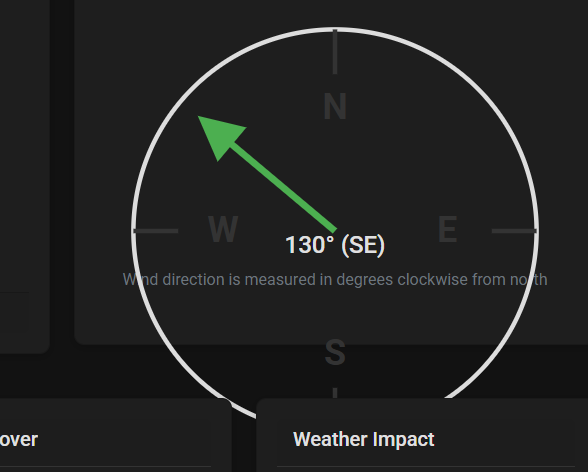 N
W
E
130° (SE)
Wind direction is measured in degrees clockwise from north
S
over
Weather Impact